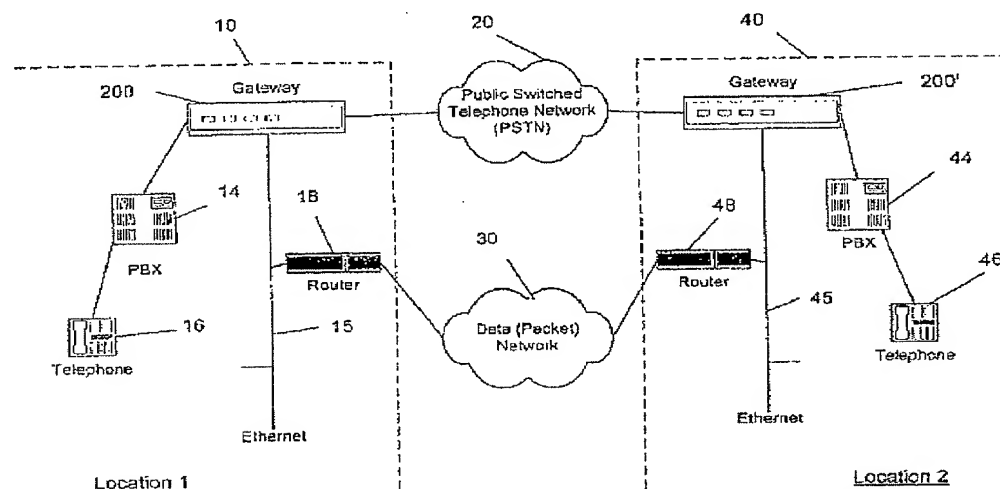 10
20
40
200
Gateway
Public Switched
Telephone Network
(PSTN)
Gateway
200'
14
18
30
48
44
PBX
Router
PBX
Router
46
16
15
Data (Packet)
Network
45
Telephone
Telephone
Ethernet
Ethernet
Location 1
Location 2